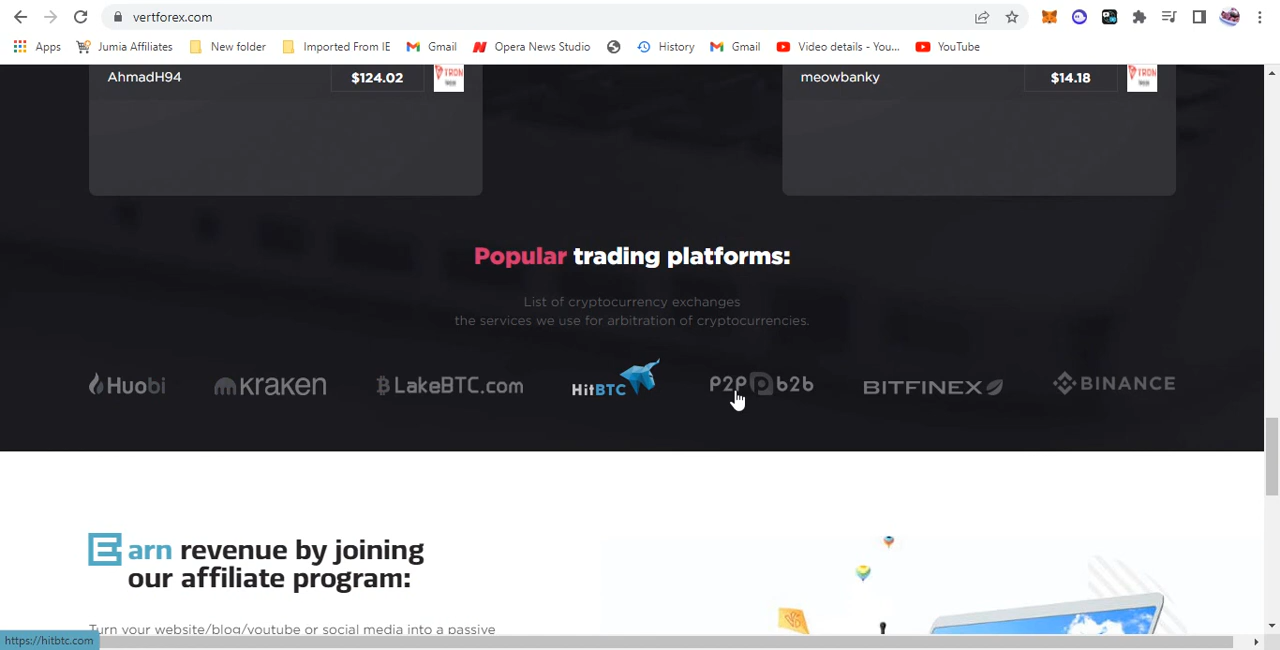 vertforex.com
Apps
Jumia Affiliates
New folder
Imported From IE
Gmail
Opera News Studio
History
Gmail
Video details - You...
YouTube
AhmadH94
$124.02
TRON
meowbanky
$14.18
TRON
Popular trading platforms:
List of cryptocurrency exchanges
the services we use for arbitration of cryptocurrencies.
Huobi
kraken
LakeBTC.com
HitBTC
P2P b2b
BITFINEX
BINANCE
Earn revenue by joining
our affiliate program:
Turn your website/blog/youtube or social media into a passive
https://hitbtc.com